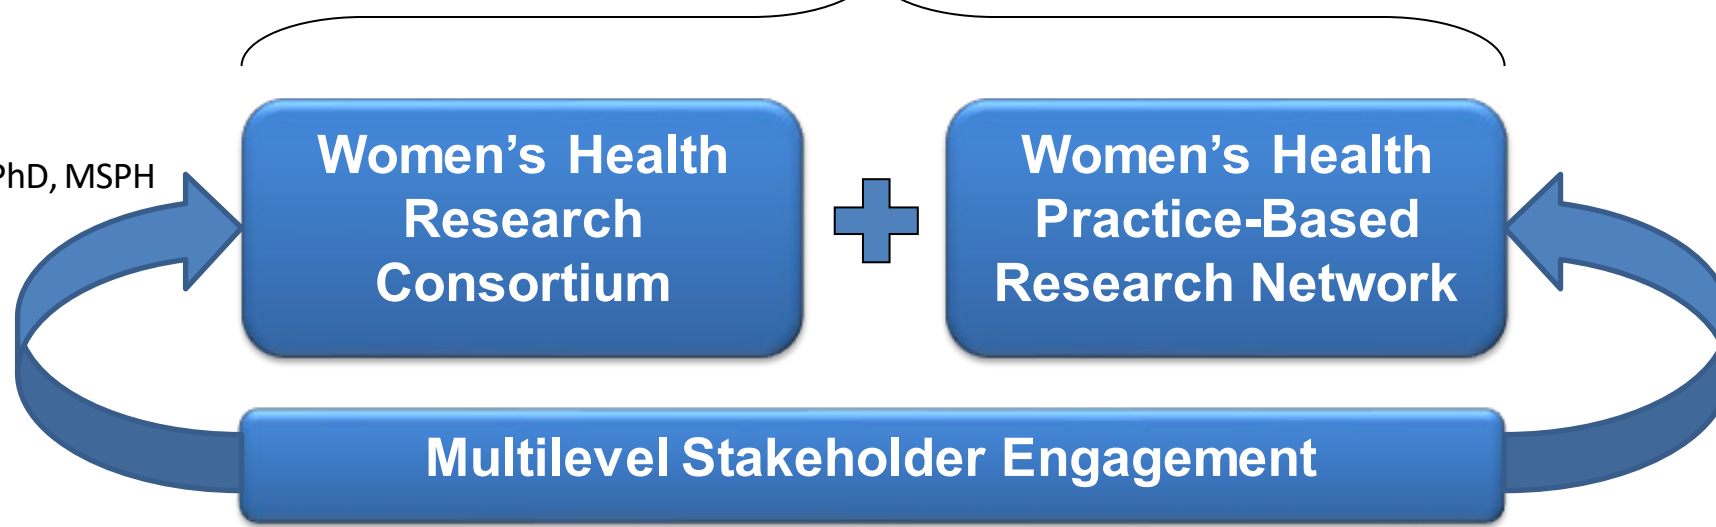 PhD, MSPH
Women’s Health
Research
Consortium
Women’s Health
Practice-Based
Research Network
Multilevel Stakeholder Engagement